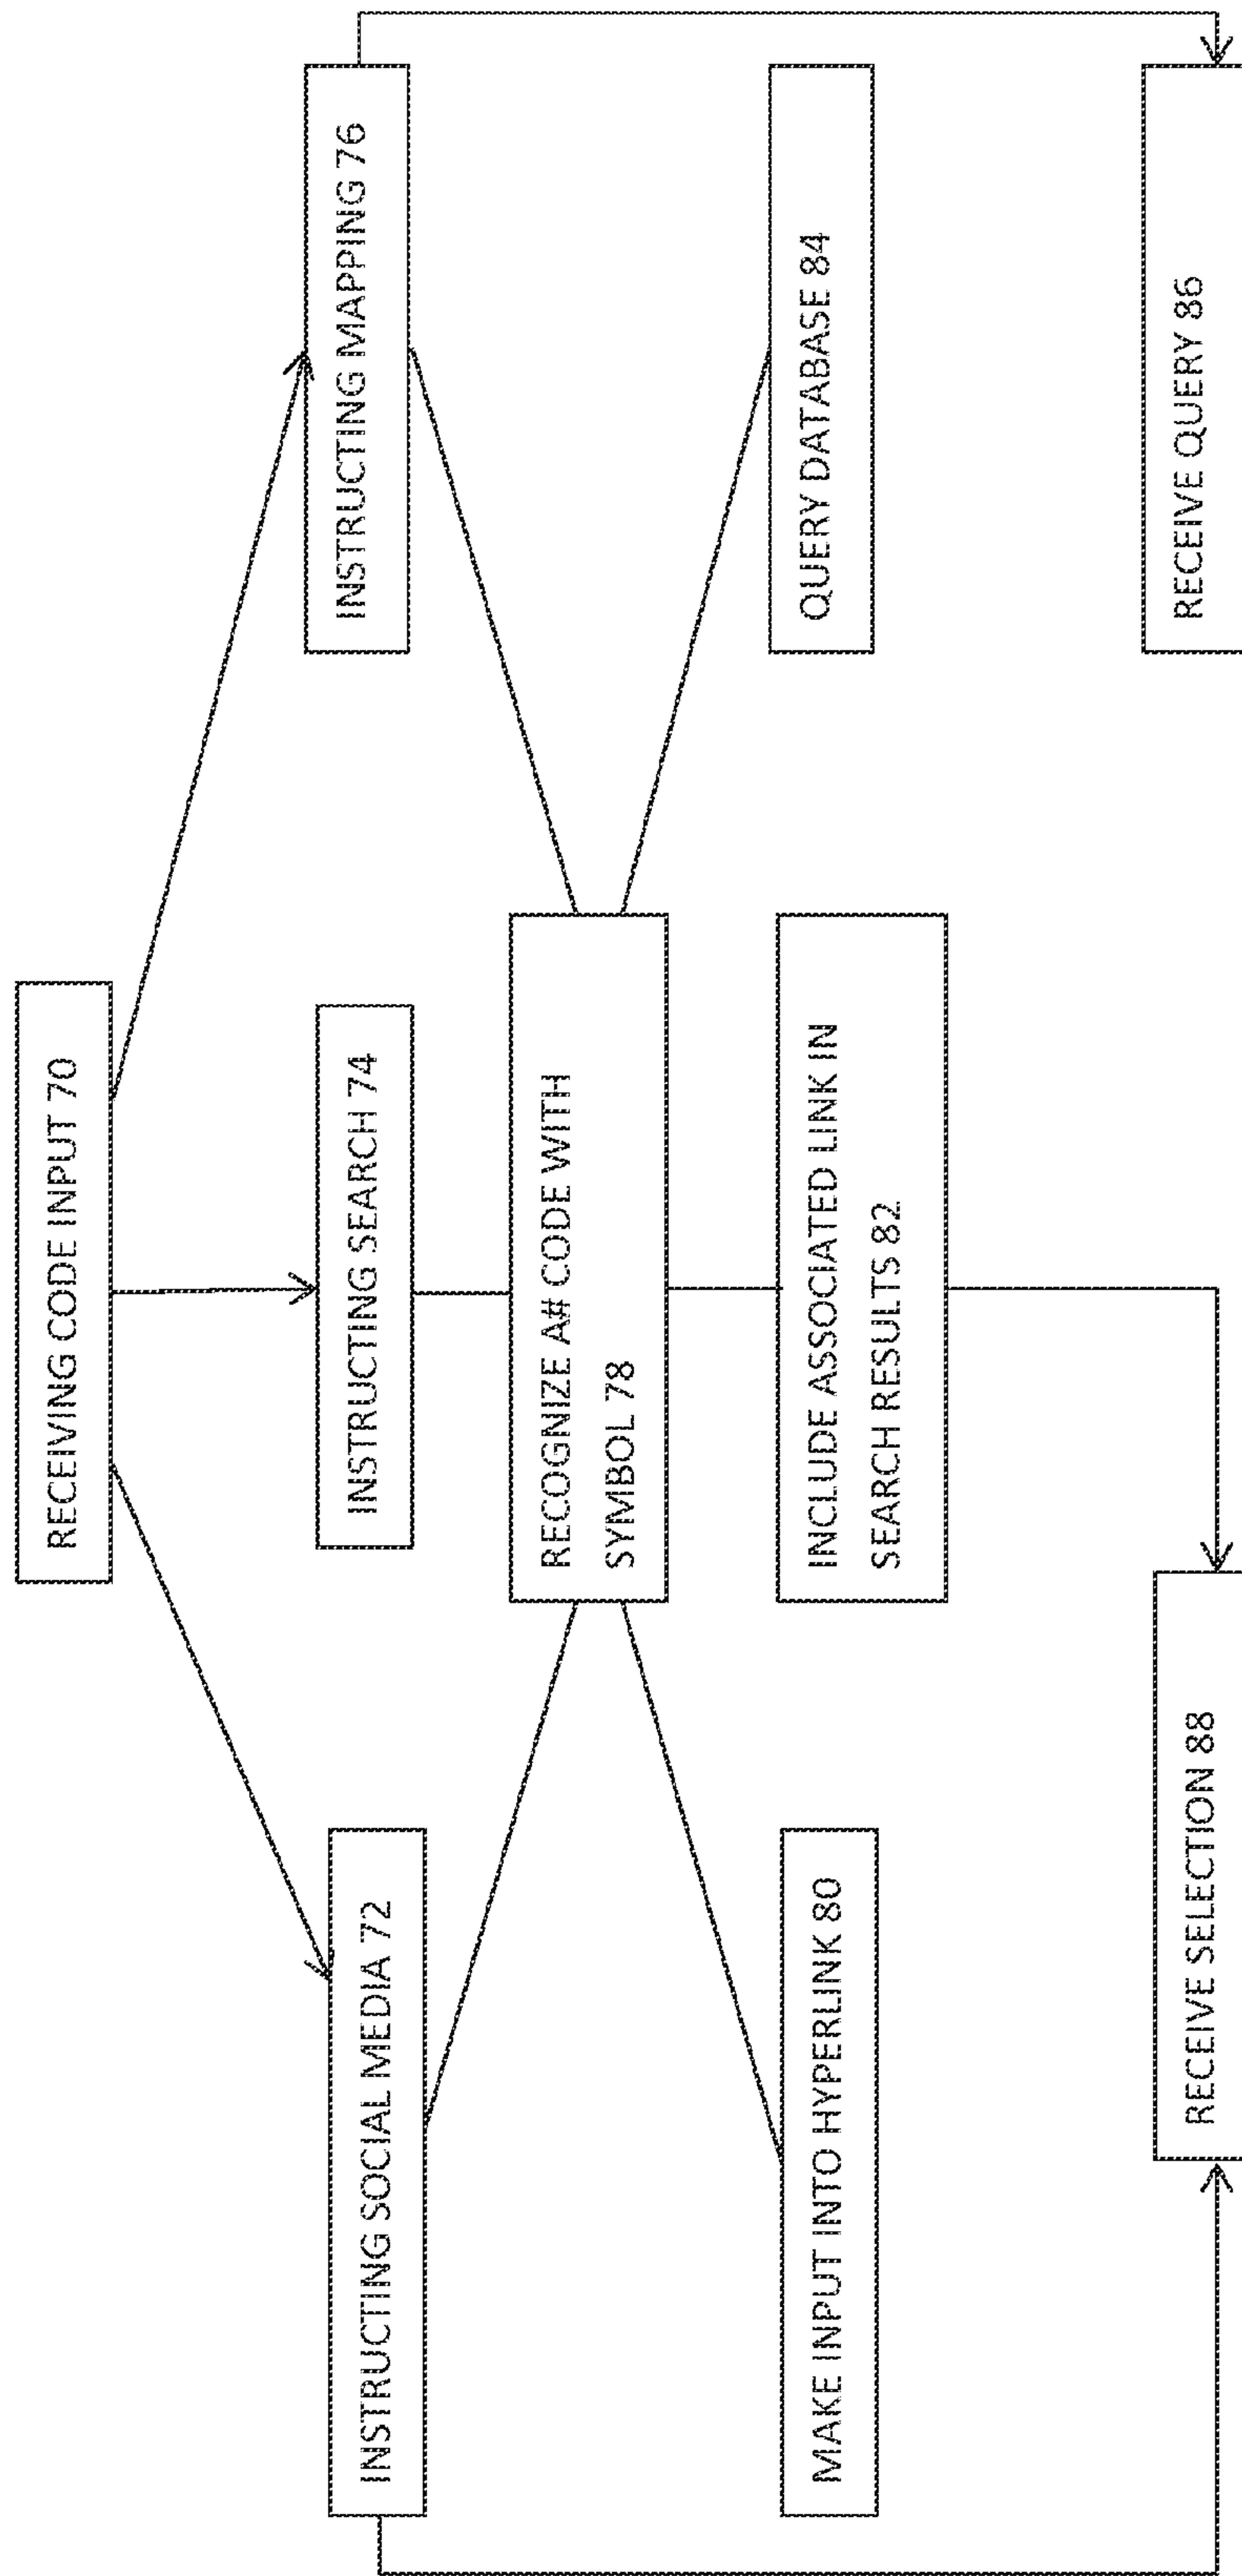 RECEIVING CODE INPUT 70
INSTRUCTING SOCIAL MEDIA 72
INSTRUCTING SEARCH 74
INSTRUCTING MAPPING 76
RECOGNIZE A# CODE WITH
SYMBOL 78
MAKE INPUT INTO HYPERLINK 80
INCLUDE ASSOCIATED LINK IN
SEARCH RESULTS 82
QUERY DATABASE 84
RECEIVE SELECTION 88
RECEIVE QUERY 86